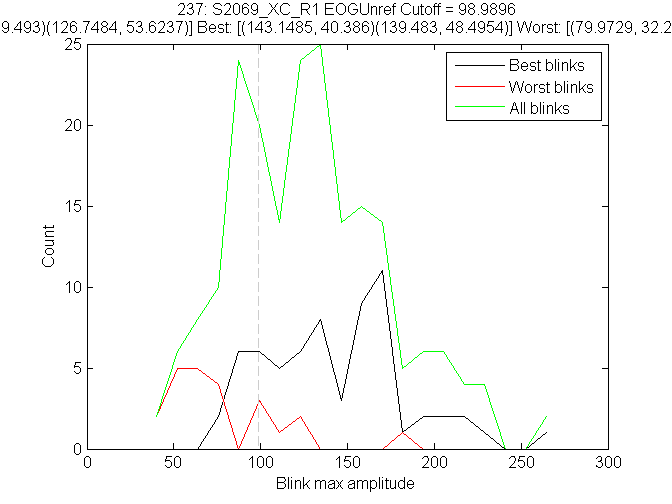 237: S2069_XC_R1 EOGUnref Cutoff = 98.9896
9.493)(126.7484, 53.6237)] Best: [(143.1485, 40.386)(139.483, 48.4954)] Worst: [(79.9729, 32.2
Best blinks
Worst blinks
All blinks
25
20
15
10
5
0
Count
0 50 100 150 200 250 300
Blink max amplitude